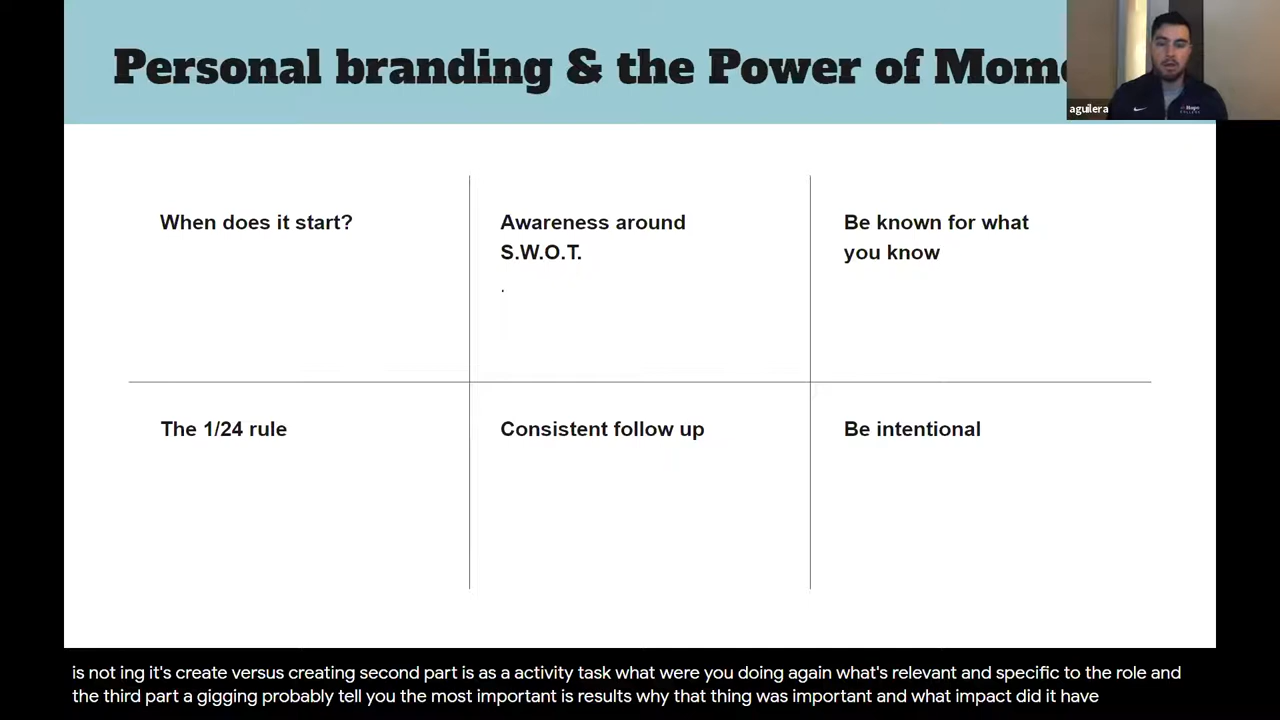 Personal branding & the Power of
aguilera
Hope
When does it start?
Awareness around
S.W.O.T.
.
Be known for what
you know
The 1/24 rule
Consistent follow up
Be intentional
is not ing it's create versus creating second part is as a activity task what were you doing again what's relevant and specific to the role and
the third part a gigging probably tell you the most important is results why that thing was important and what impact did it have